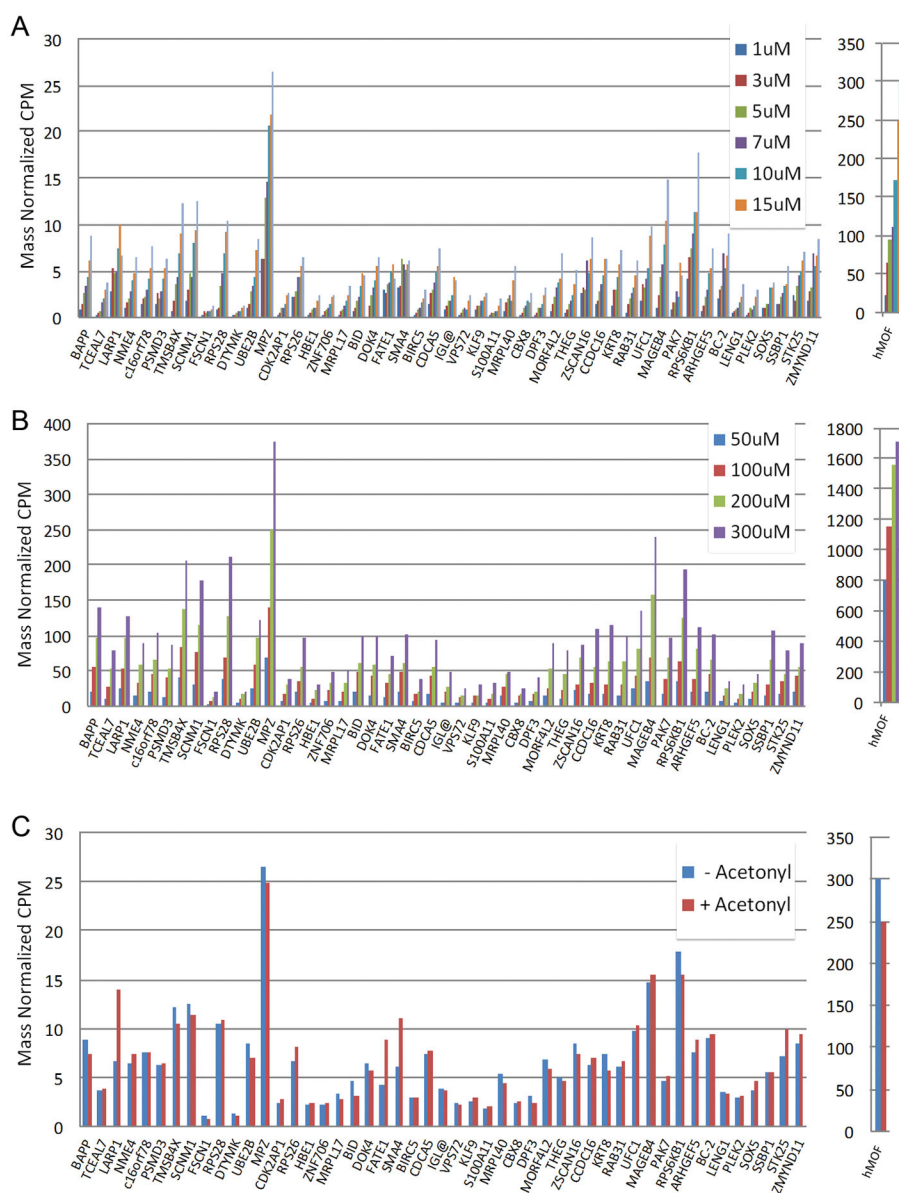 A
Mass Normalized CPM
30
25
20
15
10
5
0
1uM
3uM
5uM
7uM
10uM
15uM
350
300
250
200
150
100
50
0
BAPP
TCEAL7
LARP1
NME4
c16orf78
PSMD3
TMSB4X
SCNM1
FSCN1
RPS28
DTYMK
UBE2B
MPZ
CDK2AP1
RPS26
HBE1
ZNF706
MRPL17
BID
DOK4
FATE1
SMA4
BIRC5
CDCA5
IGL@
VPS72
KLF9
S100A11
MRPL40
CBX8
DPF3
MORF4L2
THEG
ZSCAN16
CCDC16
KRT8
RAB31
UFC1
MAGEB4
PAK7
RPS6KB1
ARHGEF5
BC-2
LENG1
PLEK2
SOX5
SSBP1
STK25
ZMYND11
hMOF
B
Mass Normalized CPM
400
350
300
250
200
150
100
50
0
50uM
100uM
200uM
300uM
1800
1600
1400
1200
1000
800
600
400
200
0
BAPP
TCEAL7
LARP1
NME4
c16orf78
PSMD3
TMSB4X
SCNM1
FSCN1
RPS28
DTYMK
UBE2B
MPZ
CDK2AP1
RPS26
HBE1
ZNF706
MRPL17
BID
DOK4
FATE1
SMA4
BIRC5
CDCA5
IGL@
VPS72
KLF9
S100A11
MRPL40
CBX8
DPF3
MORF4L2
THEG
ZSCAN16
CCDC16
KRT8
RAB31
UFC1
MAGEB4
PAK7
RPS6KB1
ARHGEF5
BC-2
LENG1
PLEK2
SOX5
SSBP1
STK25
ZMYND11
hMOF
C
Mass Normalized CPM
30
25
20
15
10
5
0
- Acetonyl
+ Acetonyl
350
300
250
200
150
100
50
0
BAPP
TCEAL7
LARP1
NME4
c16orf78
PSMD3
TMSB4X
SCNM1
FSCN1
RPS28
DTYMK
UBE2B
MPZ
CDK2AP1
RPS26
HBE1
ZNF706
MRPL17
BID
DOK4
FATE1
SMA4
BIRC5
CDCA5
IGL@
VPS72
KLF9
S100A11
MRPL40
CBX8
DPF3
MORF4L2
THEG
ZSCAN16
CCDC16
KRT8
RAB31
UFC1
MAGEB4
PAK7
RPS6KB1
ARHGEF5
BC-2
LENG1
PLEK2
SOX5
SSBP1
STK25
ZMYND11
hMOF